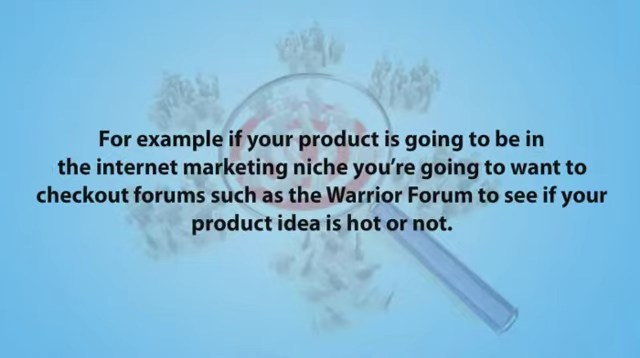 For example if your product is going to be in
the internet marketing niche you’re going to want to
checkout forums such as the Warrior Forum to see if your
product idea is hot or not.